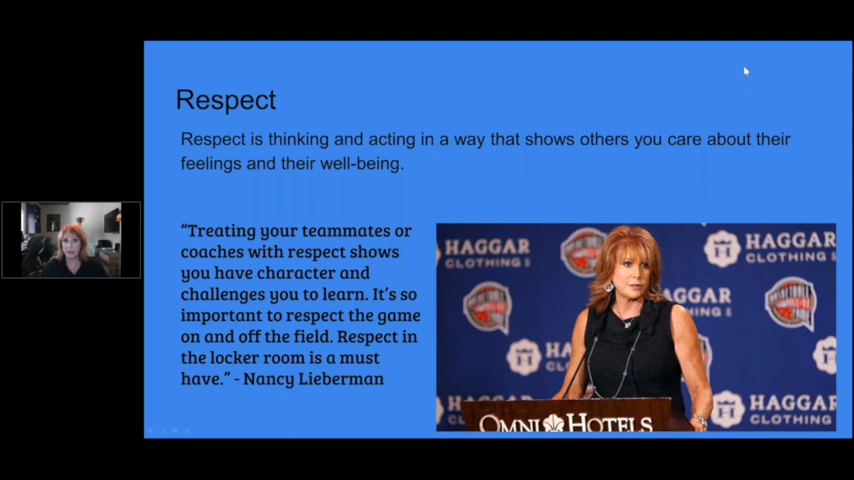 Respect
Respect is thinking and acting in a way that shows others you care about their
feelings and their well-being.
“Treating your teammates or
coaches with respect shows
you have character and
challenges you to learn. It’s so
important to respect the game
on and off the field. Respect in
the locker room is a must
have.” - Nancy Lieberman
HAGGAR
CLOTHING
HAGGAR
CLOTHING
AGGAR
HAGGAR
CLOTHING
HAGGAR
CLOTHING
OMNI HOTELS